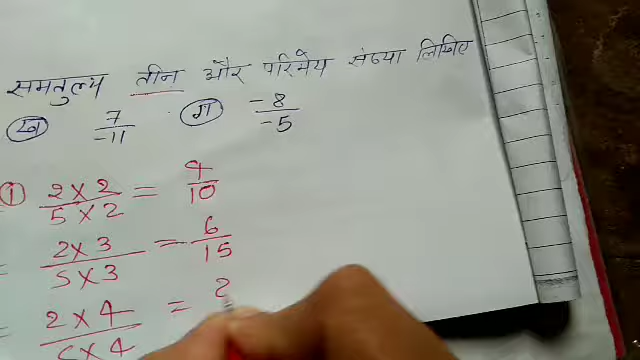 समतुल्य तीन और परिमेय संख्या लिखिए
ख 7/-11 ग -8/-5
① 2 x 2 / 5 x 2 = 4/10
= 2 x 3 / 5 x 3 = 6/15
= 2 x 4 / 5 x 4 =